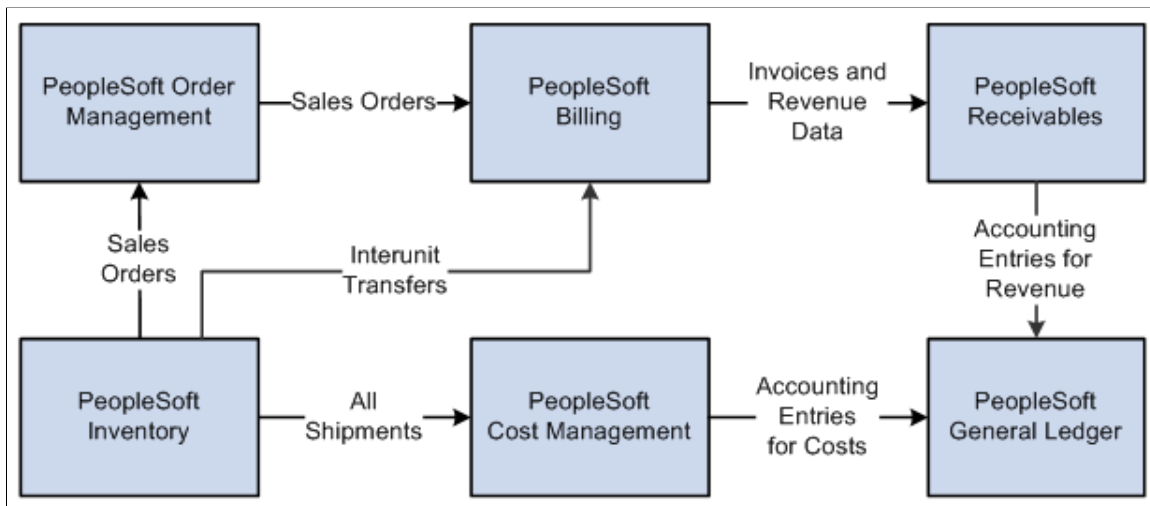 PeopleSoft Order
Management
Sales Orders
PeopleSoft
Billing
Invoices and
Revenue
Data
PeopleSoft
Receivables
Sales
Orders
Interunit
Transfers
Accounting
Entries for
Revenue
PeopleSoft
Inventory
All
Shipments
PeopleSoft
Cost Management
Accounting
Entries
for Costs
PeopleSoft
General Ledger